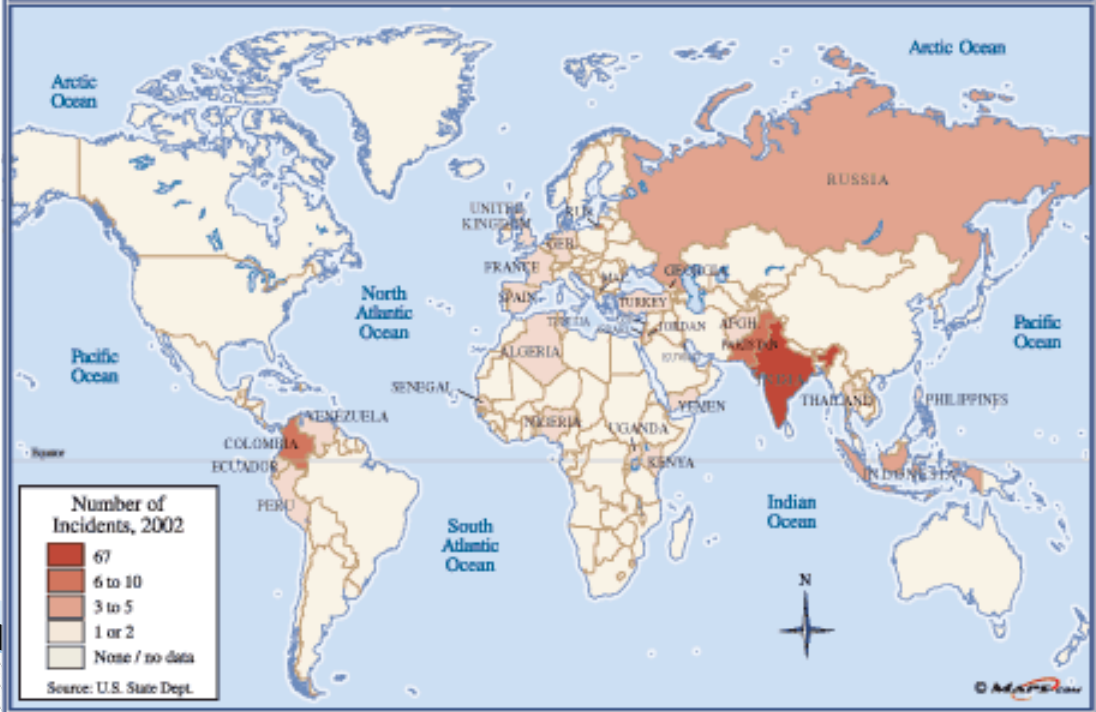 Arctic Ocean
Arctic
Ocean
RUSSIA
UNITED
KINGDOM
GER.
FRANCE
GEORGIA
SPAIN
TURKEY
North
Atlantic
Ocean
JORDAN
AFGH.
Pacific
Ocean
PAKISTAN
ALGERIA
Pacific
Ocean
INDIA
SENEGAL
THAILAND
PHILIPPINES
YEMEN
VENEZUELA
NIGERIA
UGANDA
COLOMBIA
Equator
ECUADOR
KENYA
INDONESIA
PERU
Number of
Incidents, 2002
67
6 to 10
3 to 5
1 or 2
None / no data
Source: U.S. State Dept.
South
Atlantic
Ocean
Indian
Ocean
N
© MAPS.COM